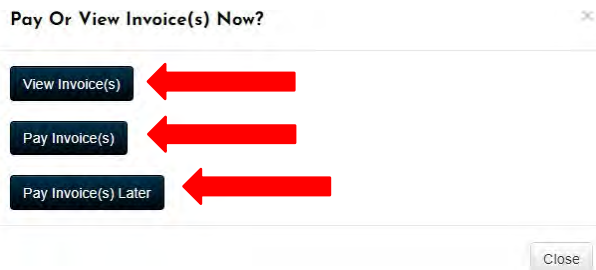 Pay Or View Invoice(s) Now?
×
View Invoice(s)
Pay Invoice(s)
Pay Invoice(s) Later
Close